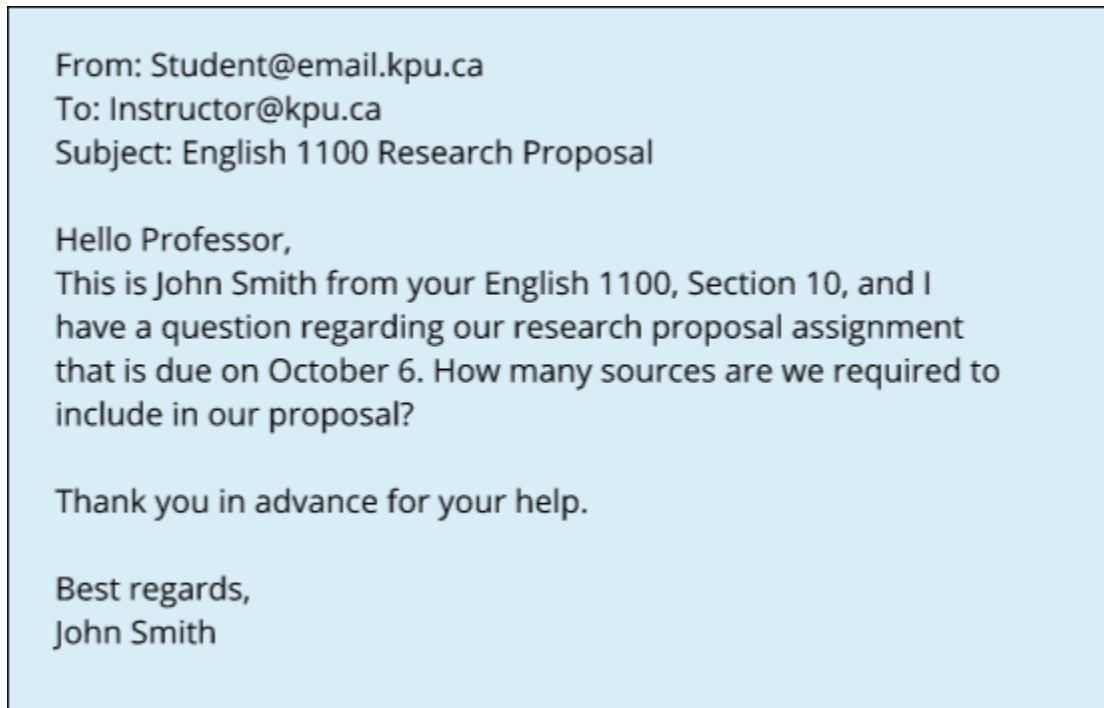 From: Student@email.kpu.ca
To: Instructor@kpu.ca
Subject: English 1100 Research Proposal
Hello Professor,
This is John Smith from your English 1100, Section 10, and I
have a question regarding our research proposal assignment
that is due on October 6. How many sources are we required to
include in our proposal?
Thank you in advance for your help.
Best regards,
John Smith